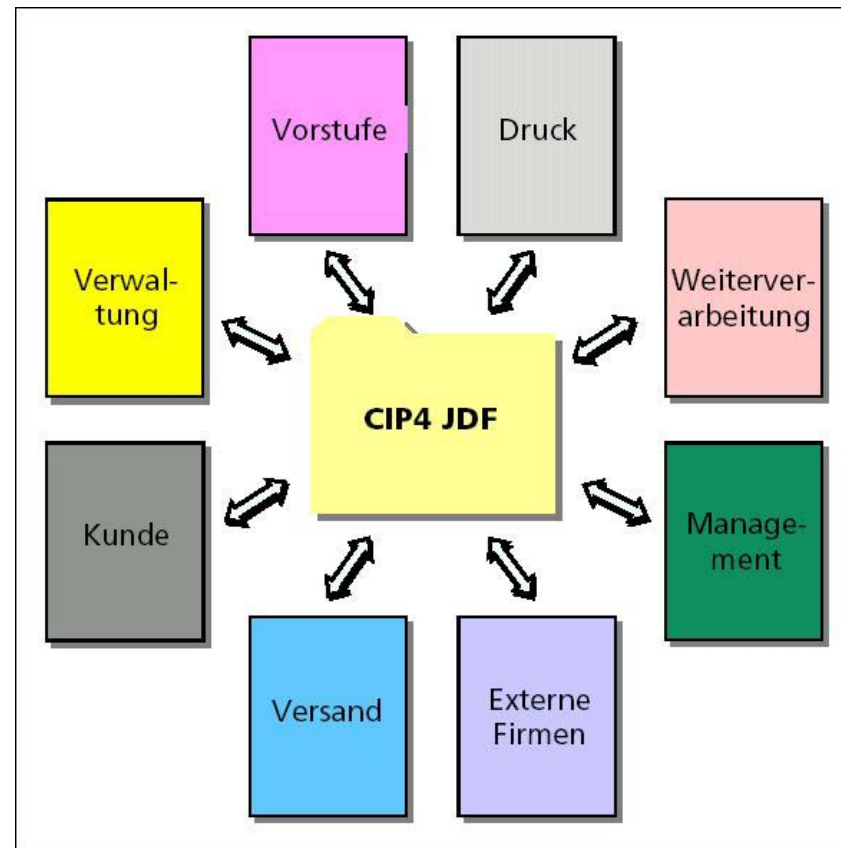 Vorstufe
Druck
Verwal-
tung
Weiterver-
arbeitung
CIP4 JDF
Kunde
Manage-
ment
Versand
Externe
Firmen